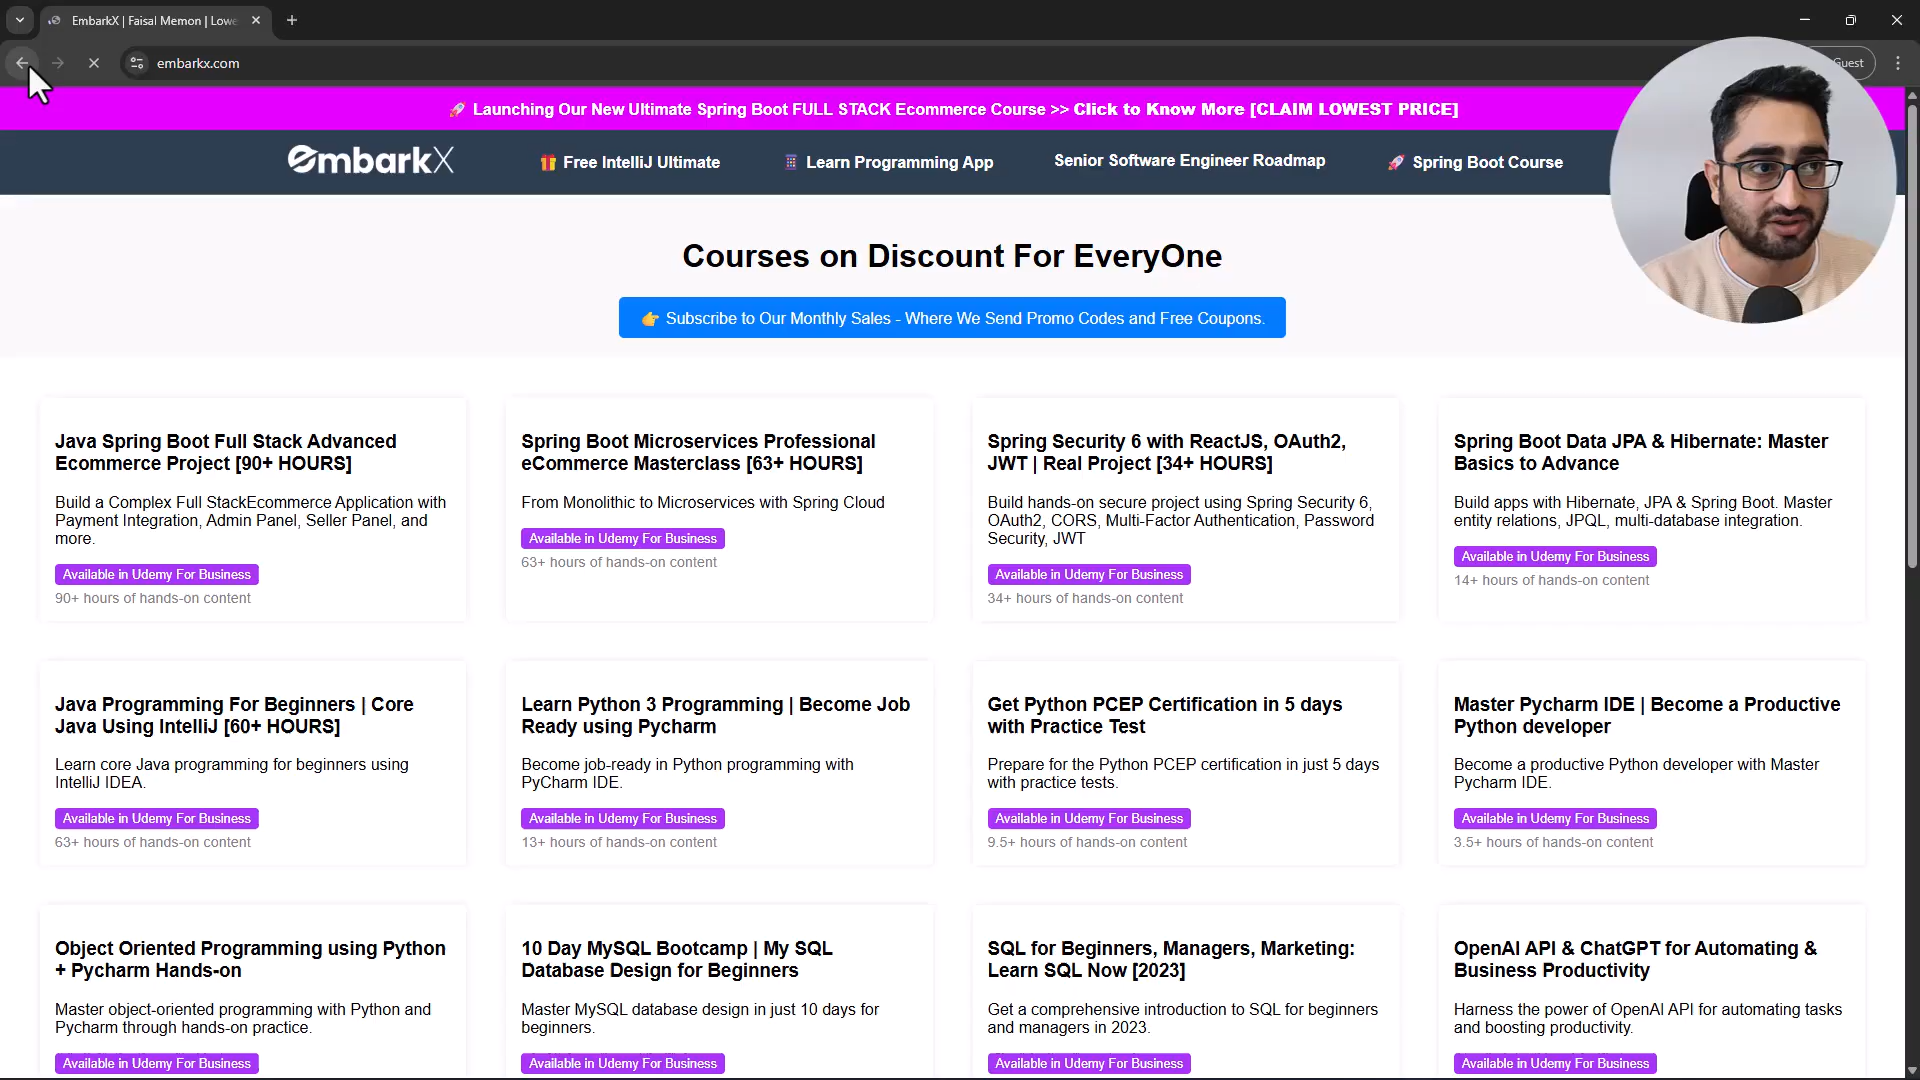 EmbarkX | Faisal Memon | Lowe
embarkx.com
Guest
🚀 Launching Our New Ultimate Spring Boot FULL STACK Ecommerce Course >> Click to Know More [CLAIM LOWEST PRICE]
EmbarkX
🎁 Free IntelliJ Ultimate
Learn Programming App
Senior Software Engineer Roadmap
🚀 Spring Boot Course
Courses on Discount For EveryOne
👉 Subscribe to Our Monthly Sales - Where We Send Promo Codes and Free Coupons.
Java Spring Boot Full Stack Advanced
Ecommerce Project [90+ HOURS]
Build a Complex Full StackEcommerce Application with
Payment Integration, Admin Panel, Seller Panel, and
more.
Available in Udemy For Business
90+ hours of hands-on content
Spring Boot Microservices Professional
eCommerce Masterclass [63+ HOURS]
From Monolithic to Microservices with Spring Cloud
Available in Udemy For Business
63+ hours of hands-on content
Spring Security 6 with ReactJS, OAuth2,
JWT | Real Project [34+ HOURS]
Build hands-on secure project using Spring Security 6,
OAuth2, CORS, Multi-Factor Authentication, Password
Security, JWT
Available in Udemy For Business
34+ hours of hands-on content
Spring Boot Data JPA & Hibernate: Master
Basics to Advance
Build apps with Hibernate, JPA & Spring Boot. Master
entity relations, JPQL, multi-database integration.
Available in Udemy For Business
14+ hours of hands-on content
Java Programming For Beginners | Core
Java Using IntelliJ [60+ HOURS]
Learn core Java programming for beginners using
IntelliJ IDEA.
Available in Udemy For Business
63+ hours of hands-on content
Learn Python 3 Programming | Become Job
Ready using Pycharm
Become job-ready in Python programming with
PyCharm IDE.
Available in Udemy For Business
13+ hours of hands-on content
Get Python PCEP Certification in 5 days
with Practice Test
Prepare for the Python PCEP certification in just 5 days
with practice tests.
Available in Udemy For Business
9.5+ hours of hands-on content
Master Pycharm IDE | Become a Productive
Python developer
Become a productive Python developer with Master
Pycharm IDE.
Available in Udemy For Business
3.5+ hours of hands-on content
Object Oriented Programming using Python
+ Pycharm Hands-on
Master object-oriented programming with Python and
Pycharm through hands-on practice.
Available in Udemy For Business
10 Day MySQL Bootcamp | My SQL
Database Design for Beginners
Master MySQL database design in just 10 days for
beginners.
Available in Udemy For Business
SQL for Beginners, Managers, Marketing:
Learn SQL Now [2023]
Get a comprehensive introduction to SQL for beginners
and managers in 2023.
Available in Udemy For Business
OpenAI API & ChatGPT for Automating &
Business Productivity
Harness the power of OpenAI API for automating tasks
and boosting productivity.
Available in Udemy For Business